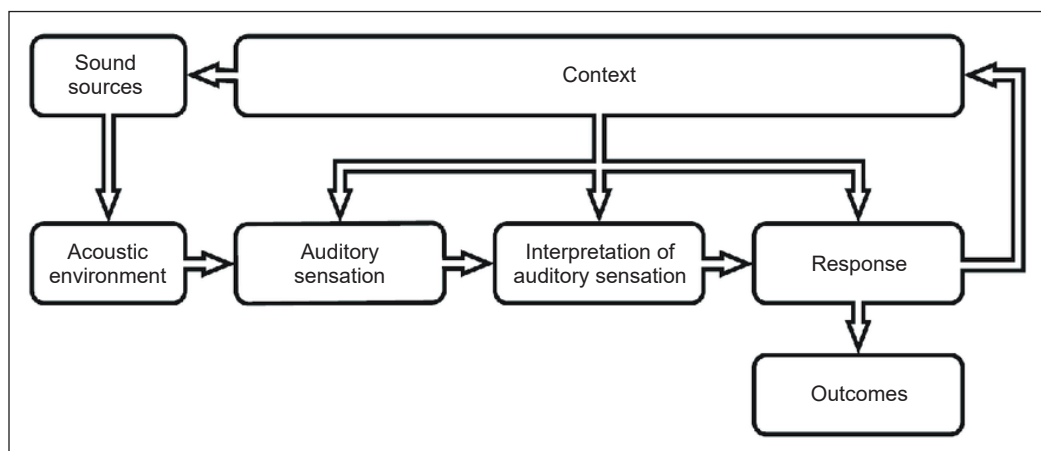 Sound
sources
Context
Acoustic
environment
Auditory
sensation
Interpretation of
auditory sensation
Response
Outcomes